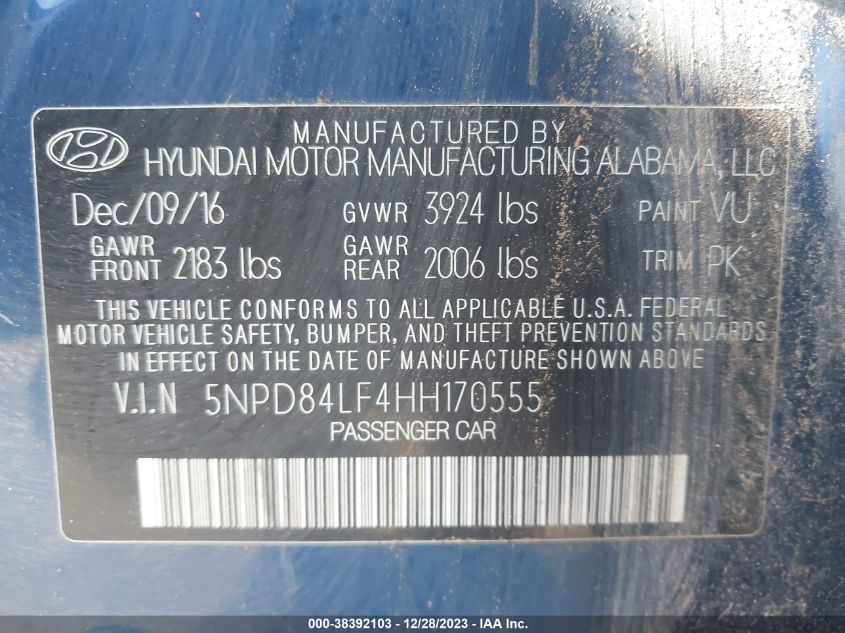 MANUFACTURED BY
HYUNDAI MOTOR MANUFACTURING ALABAMA, LLC
Dec/09/16 GVWR 3924 lbs PAINT VU
GAWR FRONT 2183 lbs GAWR REAR 2006 lbs TRIM PK
THIS VEHICLE CONFORMS TO ALL APPLICABLE U.S.A. FEDERAL
MOTOR VEHICLE SAFETY, BUMPER, AND THEFT PREVENTION STANDARDS
IN EFFECT ON THE DATE OF MANUFACTURE SHOWN ABOVE.
V.I.N 5NPD84LF4HH170555
PASSENGER CAR
000-38392103 - 12/28/2023 - IAA Inc.